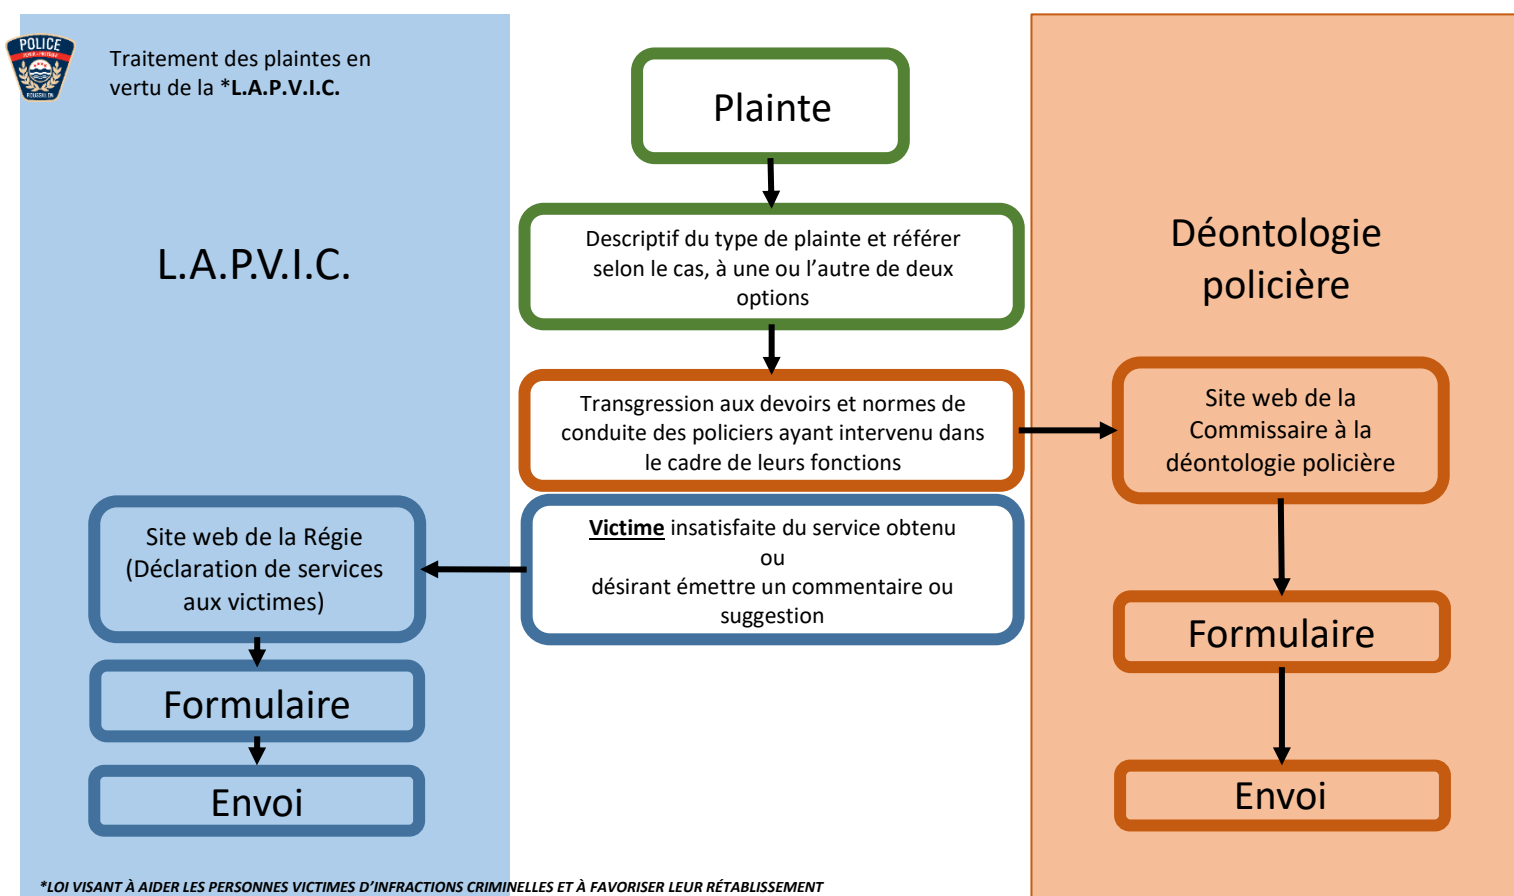 POLICE
ROUSSILLON
Traitement des plaintes en
vertu de la *L.A.P.V.I.C.
Plainte
Descriptif du type de plainte et référer
selon le cas, à une ou l’autre de deux
options
L.A.P.V.I.C.
Déontologie
policière
Transgression aux devoirs et normes de
conduite des policiers ayant intervenu dans
le cadre de leurs fonctions
Site web de la
Commissaire à la
déontologie policière
Victime insatisfaite du service obtenu
ou
désirant émettre un commentaire ou
suggestion
Site web de la Régie
(Déclaration de services
aux victimes)
Formulaire
Envoi
Formulaire
Envoi
*LOI VISANT À AIDER LES PERSONNES VICTIMES D’INFRACTIONS CRIMINELLES ET À FAVORISER LEUR RÉTABLISSEMENT